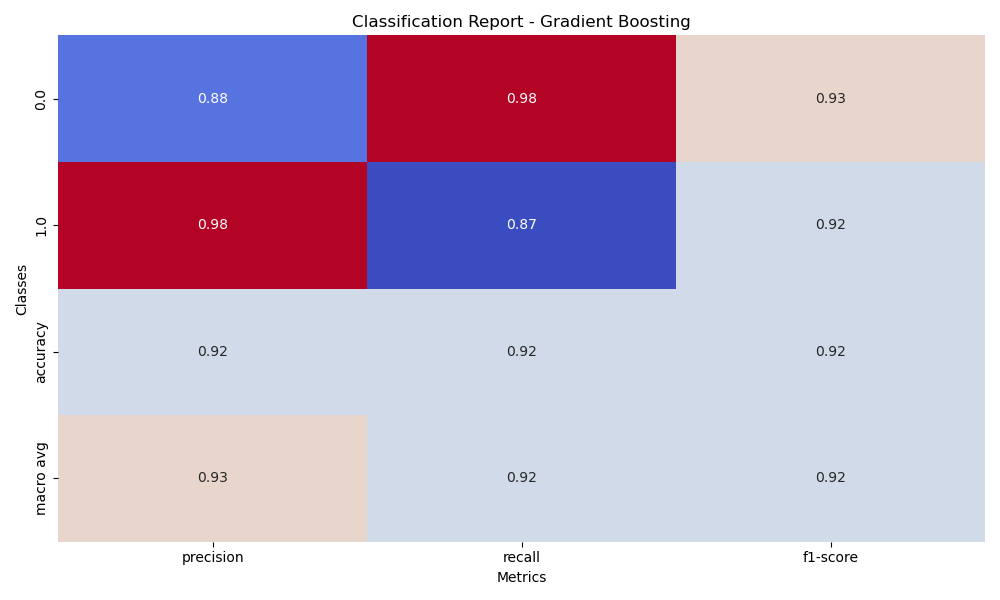 Classification Report - Gradient Boosting
Classes
0.0
0.88 0.98 0.93
1.0
0.98 0.87 0.92
accuracy
0.92 0.92 0.92
macro avg
0.93 0.92 0.92
precision recall f1-score
Metrics